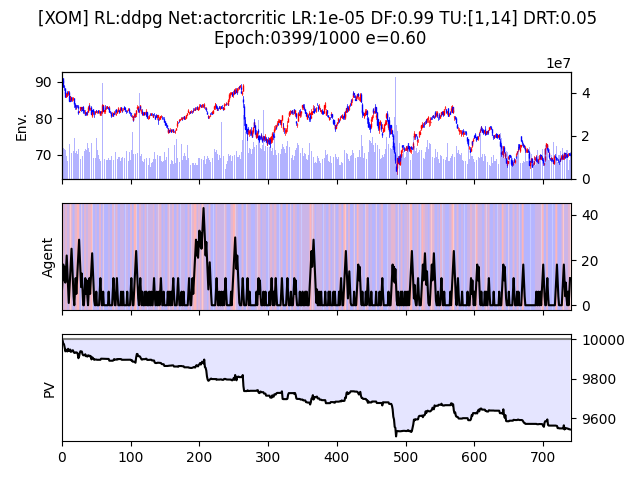 [XOM] RL:ddpg Net:actorcritic LR:1e-05 DF:0.99 TU:[1,14] DRT:0.05
Epoch:0399/1000 e=0.60
1e7
90
80
70
Env.
4
2
0
Agent
40
20
0
PV
10000
9800
9600
0 100 200 300 400 500 600 700